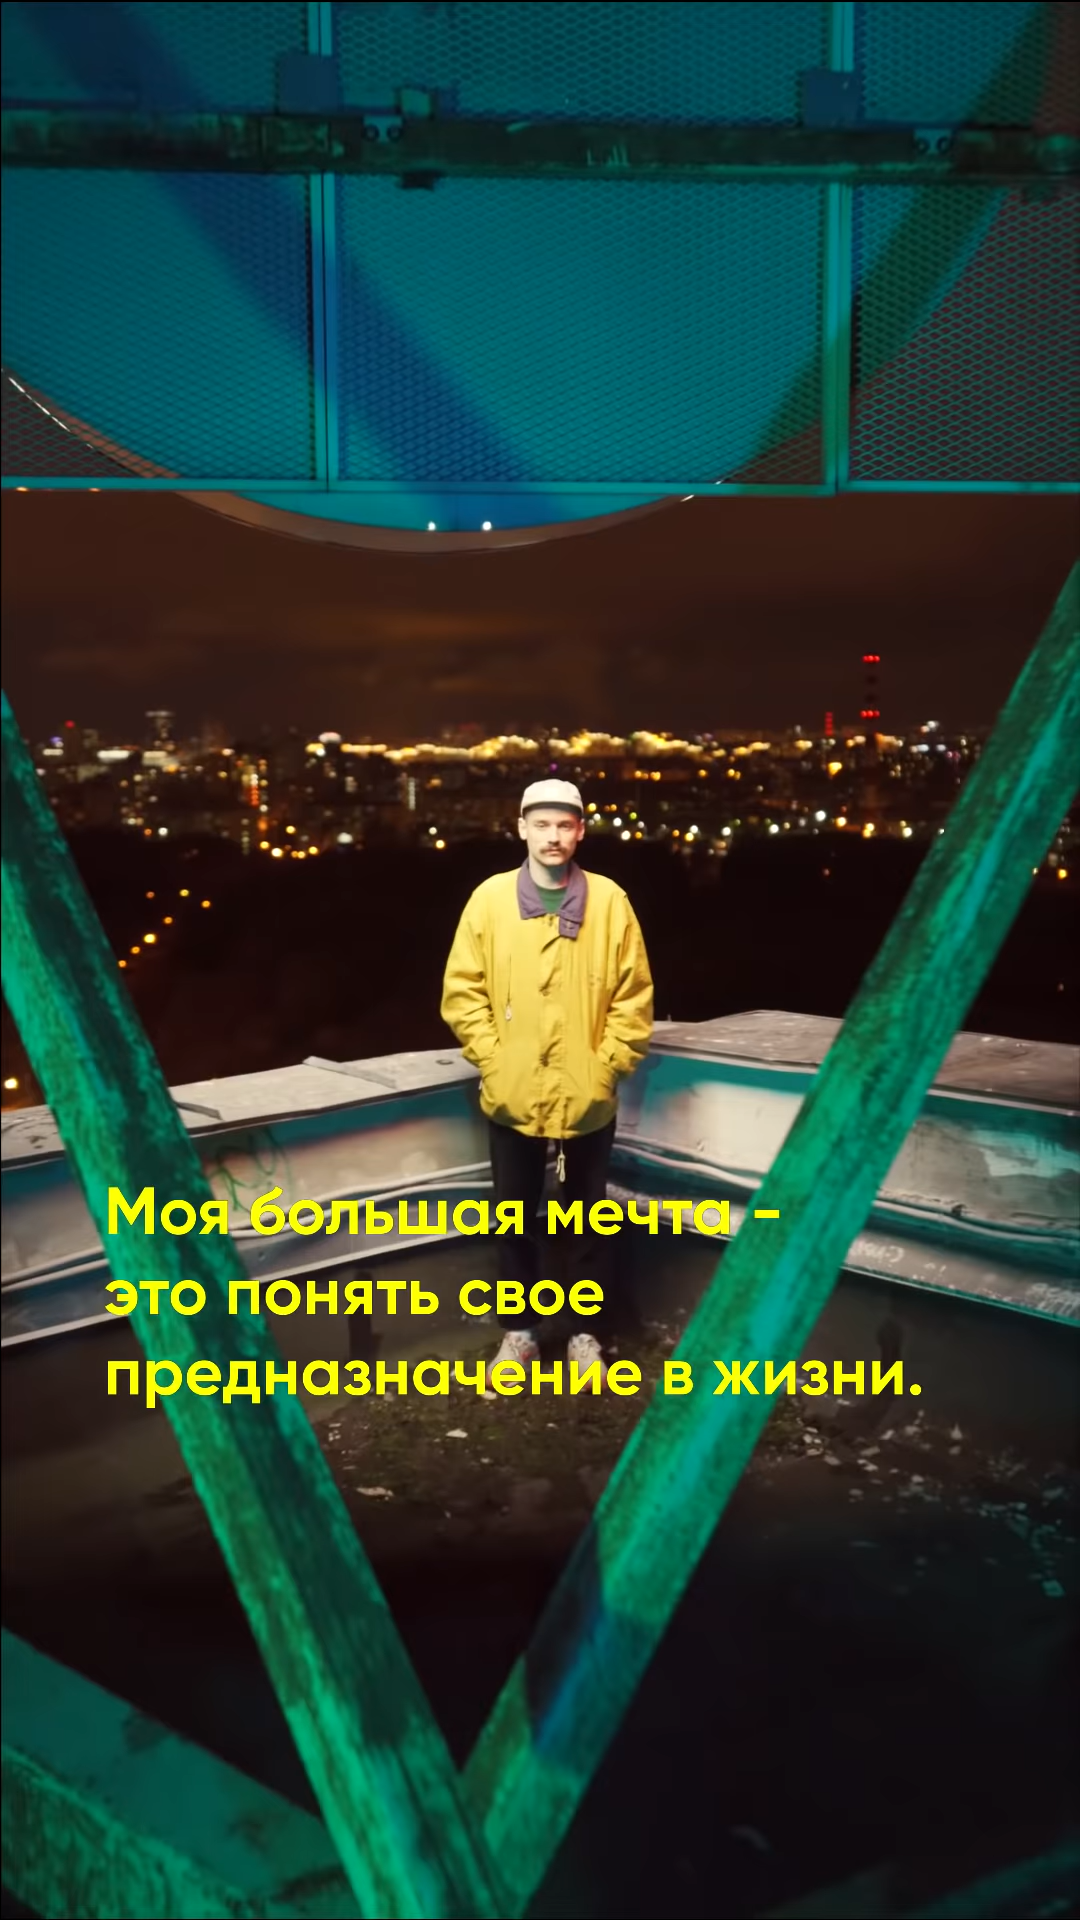 Моя большая мечта -
это понять свое
предназначение в жизни.